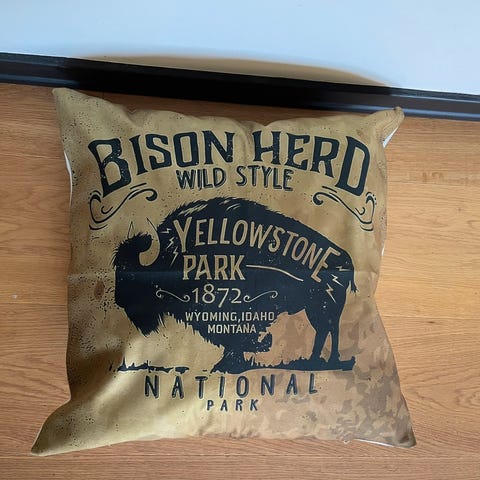 BISON HERD
WILD STYLE
YELLOWSTONE
PARK
1872
WYOMING, IDAHO
MONTANA
NATIONAL
PARK